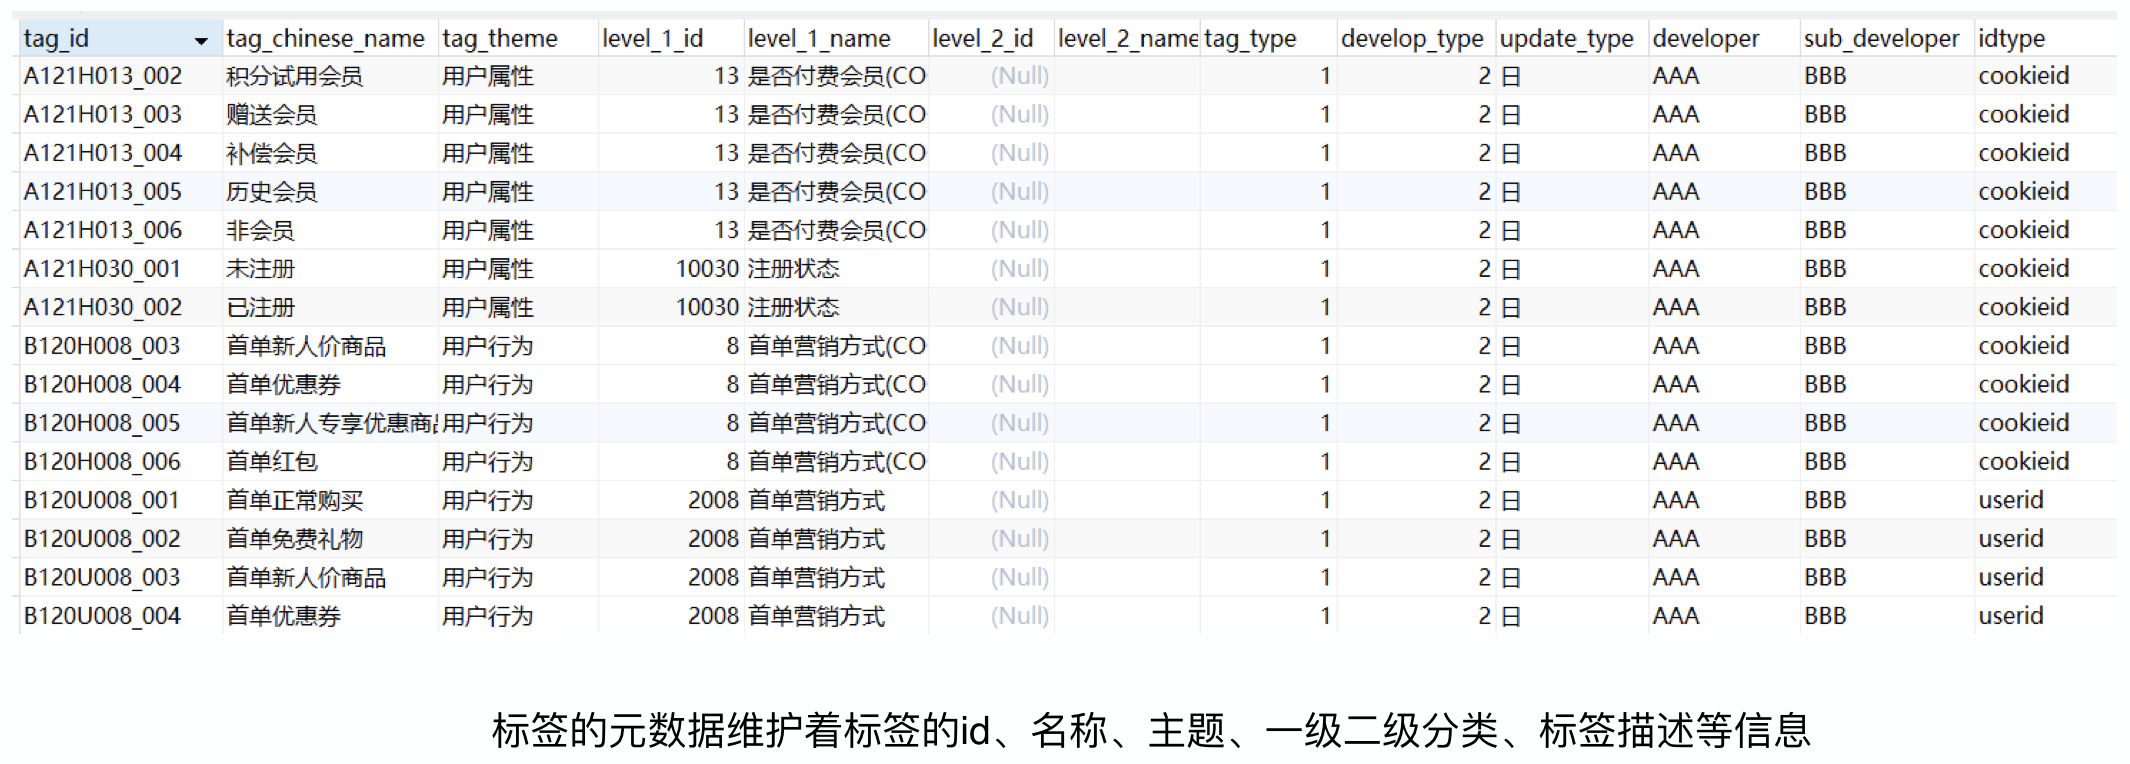 tag_id tag_chinese_name tag_theme level_1_id level_1_name level_2_id level_2_name tag_type develop_type update_type developer sub_developer idtype
A121H013_002 积分试用会员 用户属性 13 是否付费会员(CO (Null) 1 2 日 AAA BBB cookieid
A121H013_003 赠送会员 用户属性 13 是否付费会员(CO (Null) 1 2 日 AAA BBB cookieid
A121H013_004 补偿会员 用户属性 13 是否付费会员(CO (Null) 1 2 日 AAA BBB cookieid
A121H013_005 历史会员 用户属性 13 是否付费会员(CO (Null) 1 2 日 AAA BBB cookieid
A121H013_006 非会员 用户属性 13 是否付费会员(CO (Null) 1 2 日 AAA BBB cookieid
A121H030_001 未注册 用户属性 10030 注册状态 (Null) 1 2 日 AAA BBB cookieid
A121H030_002 已注册 用户属性 10030 注册状态 (Null) 1 2 日 AAA BBB cookieid
B120H008_003 首单新人价商品 用户行为 8 首单营销方式(CO (Null) 1 2 日 AAA BBB cookieid
B120H008_004 首单优惠券 用户行为 8 首单营销方式(CO (Null) 1 2 日 AAA BBB cookieid
B120H008_005 首单新人专享优惠商品 用户行为 8 首单营销方式(CO (Null) 1 2 日 AAA BBB cookieid
B120H008_006 首单红包 用户行为 8 首单营销方式(CO (Null) 1 2 日 AAA BBB cookieid
B120U008_001 首单正常购买 用户行为 2008 首单营销方式 (Null) 1 2 日 AAA BBB userid
B120U008_002 首单免费礼物 用户行为 2008 首单营销方式 (Null) 1 2 日 AAA BBB userid
B120U008_003 首单新人价商品 用户行为 2008 首单营销方式 (Null) 1 2 日 AAA BBB userid
B120U008_004 首单优惠券 用户行为 2008 首单营销方式 (Null) 1 2 日 AAA BBB userid
标签的元数据维护着标签的id、名称、主题、一级二级分类、标签描述等信息